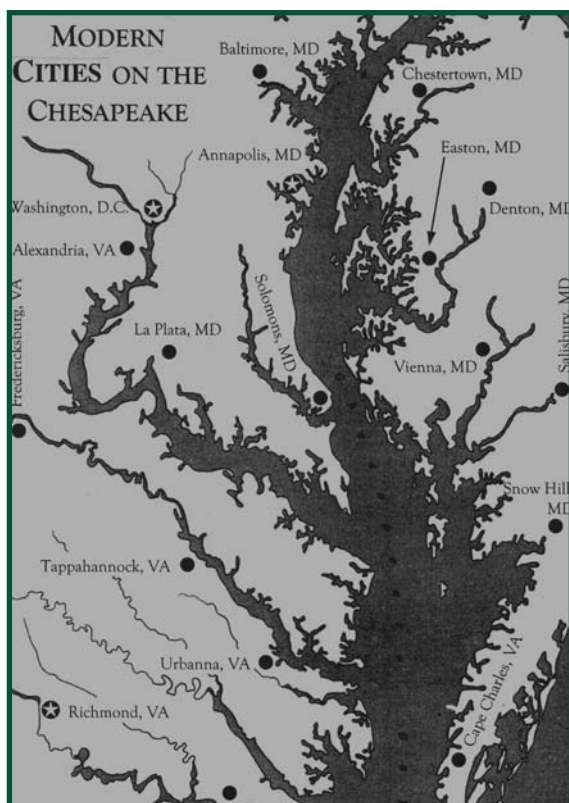 MODERN
CITIES ON THE
CHESAPEAKE
Baltimore, MD
Chestertown, MD
Annapolis, MD
Easton, MD
Washington, D.C.
Denton, MD
Alexandria, VA
Solomons, MD
La Plata, MD
Fredericksburg, VA
Vienna, MD
Salisbury, MD
Snow Hill,
MD
Tappahannock, VA
Urbanna, VA
Cape Charles, VA
Richmond, VA